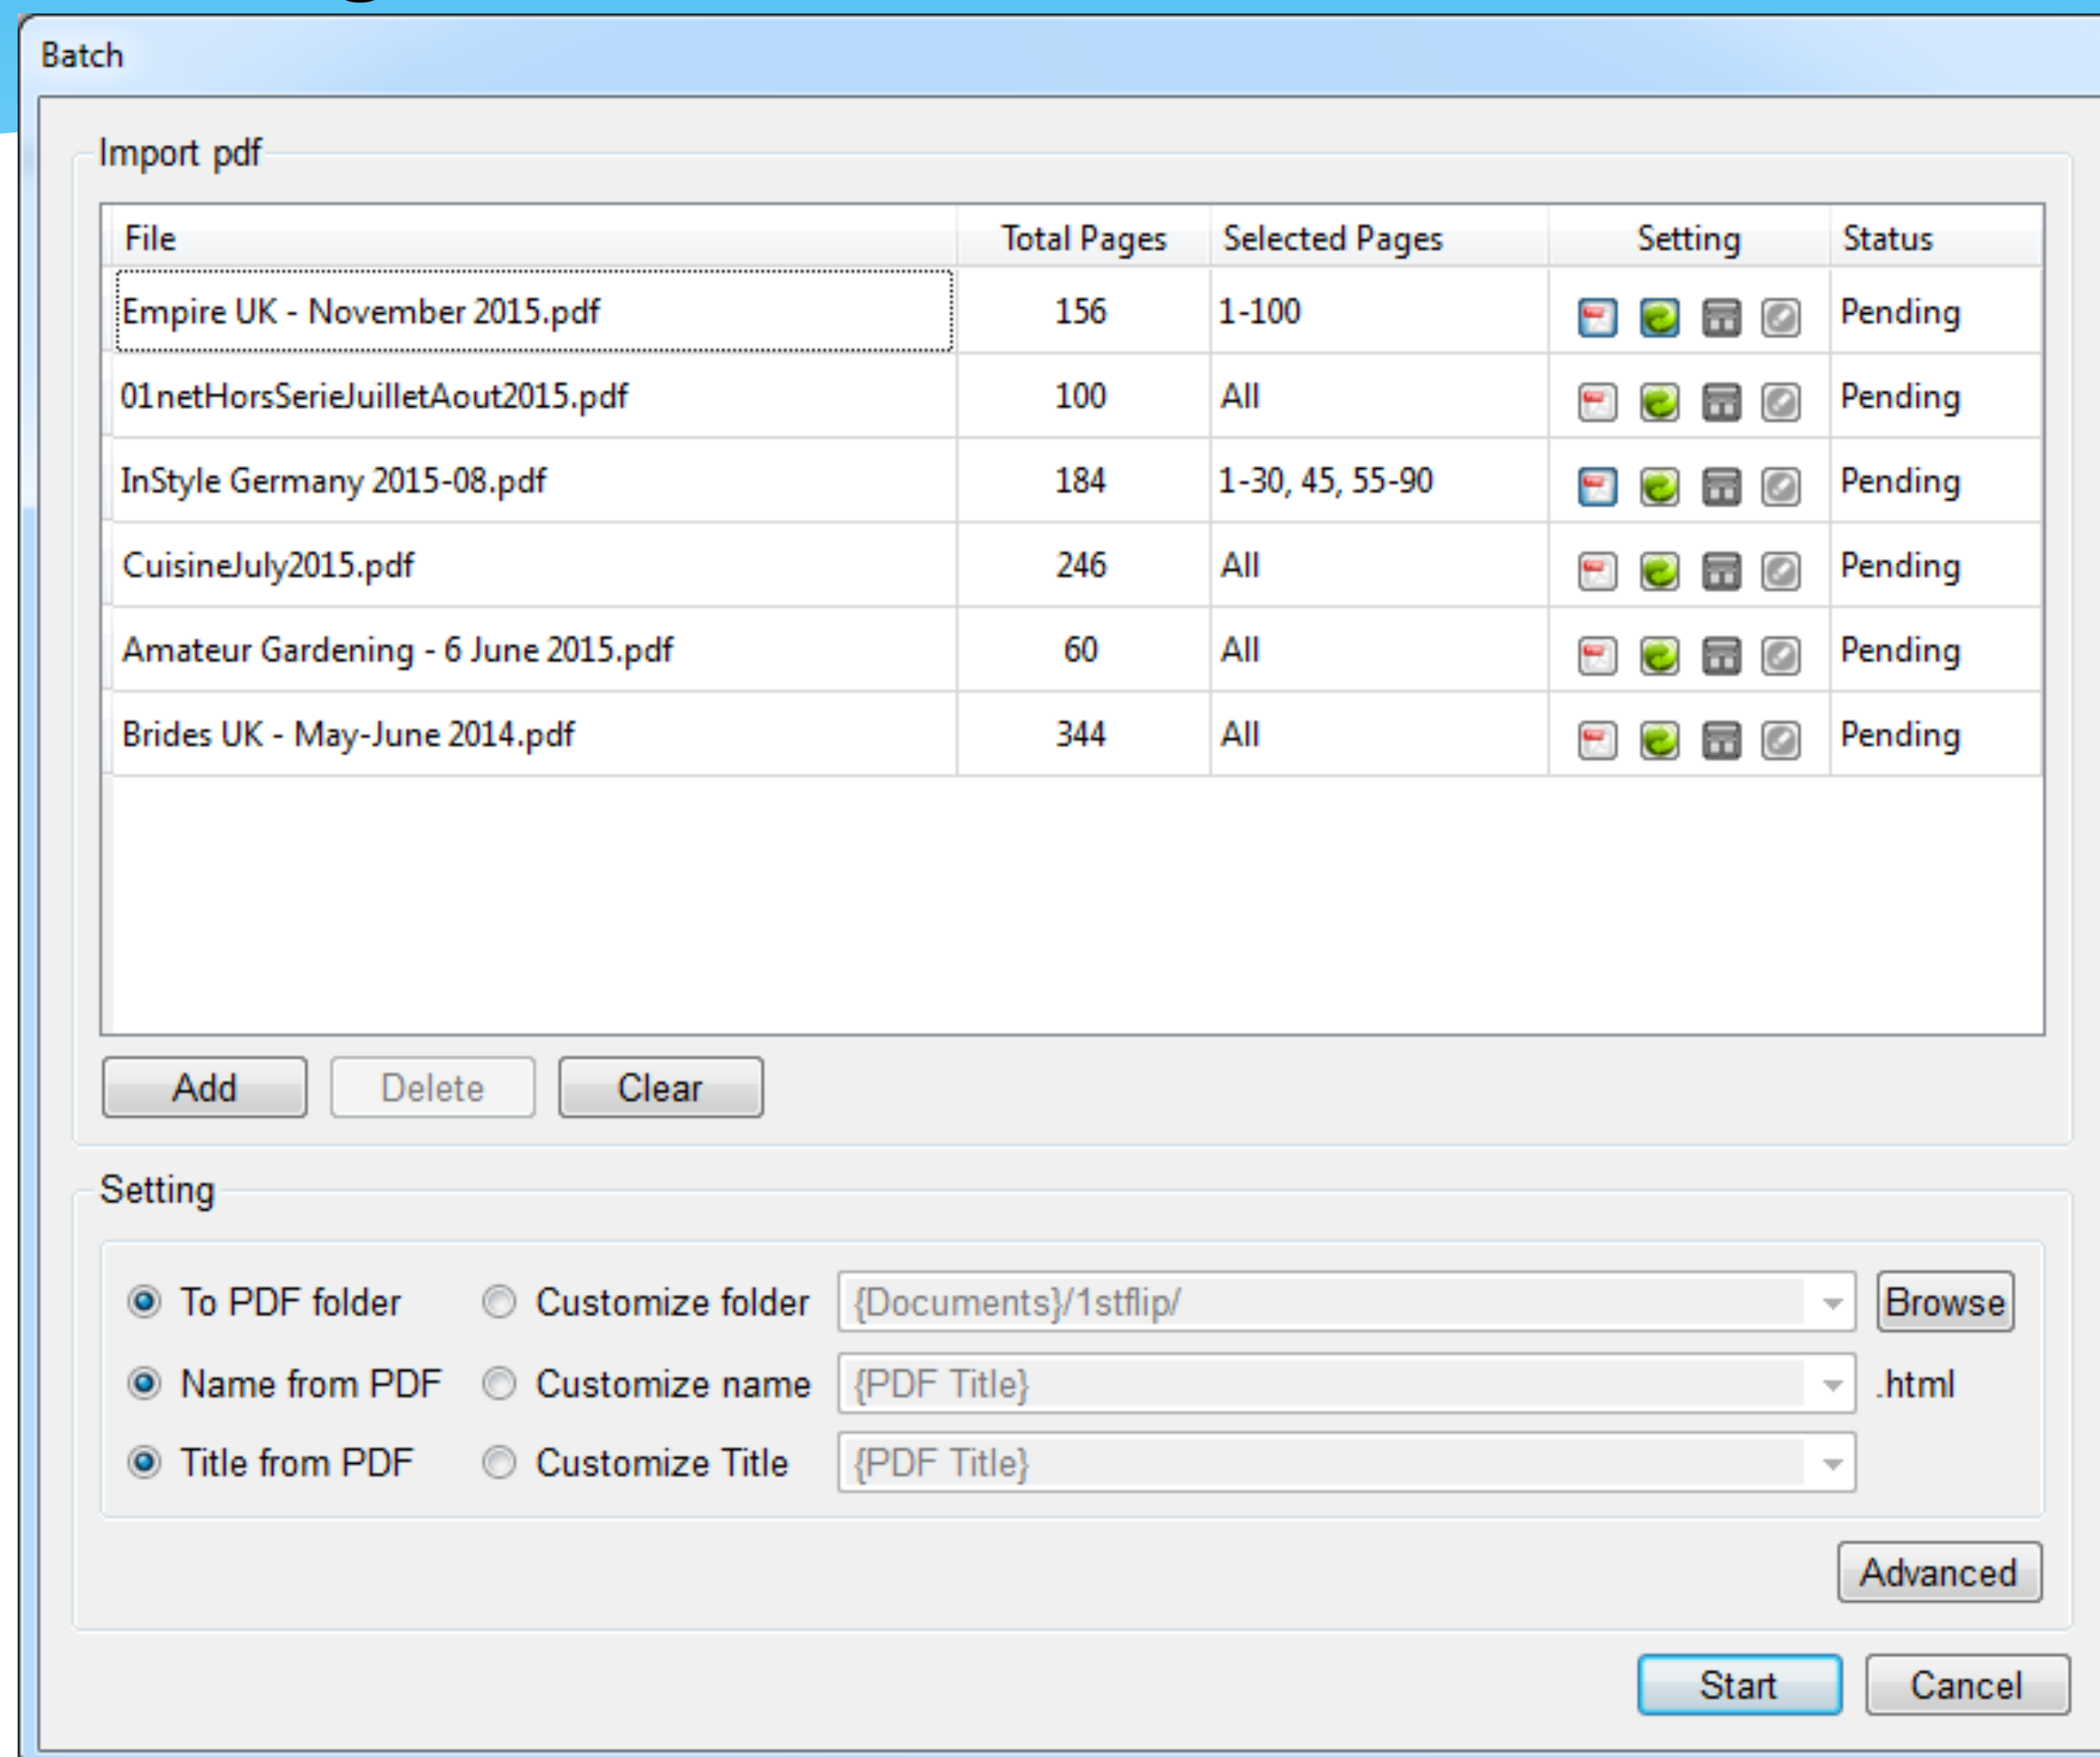 Batch
Import pdf
File Total Pages Selected Pages Setting Status
Empire UK - November 2015.pdf 156 1-100 Pending
01netHorsSerieJuilletAout2015.pdf 100 All Pending
InStyle Germany 2015-08.pdf 184 1-30, 45, 55-90 Pending
CuisineJuly2015.pdf 246 All Pending
Amateur Gardening - 6 June 2015.pdf 60 All Pending
Brides UK - May-June 2014.pdf 344 All Pending
Add Delete Clear
Setting
To PDF folder Customize folder {Documents}/1stflip/ Browse
Name from PDF Customize name {PDF Title} .html
Title from PDF Customize Title {PDF Title}
Advanced
Start Cancel